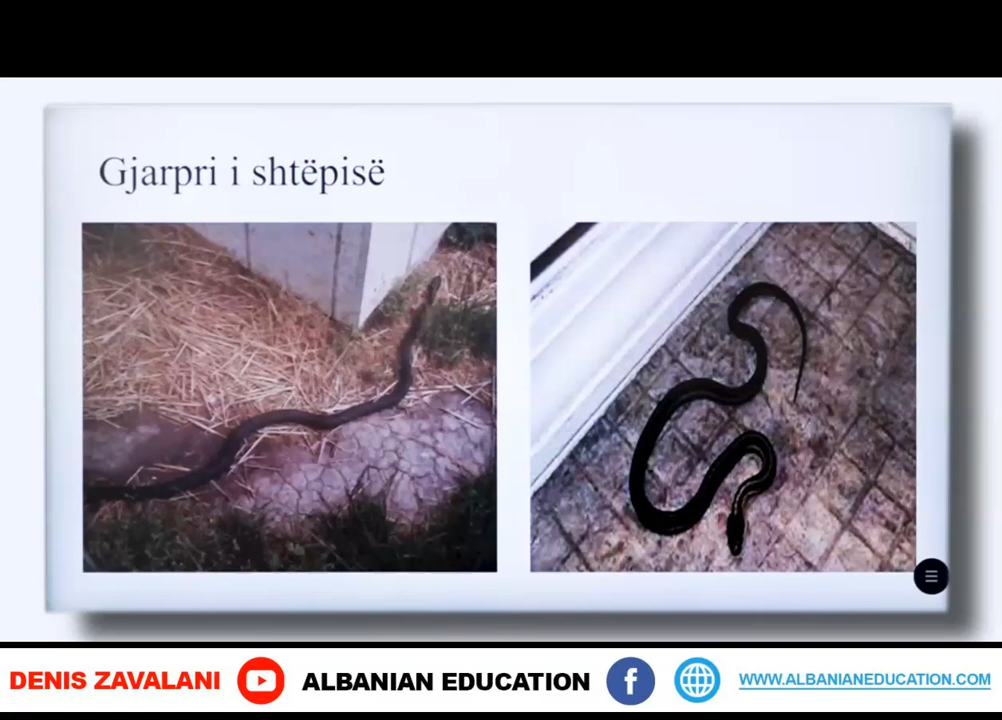 Gjarpri i shtëpisë
DENIS ZAVALANI
ALBANIAN EDUCATION
f
WWW.ALBANIANEDUCATION.COM